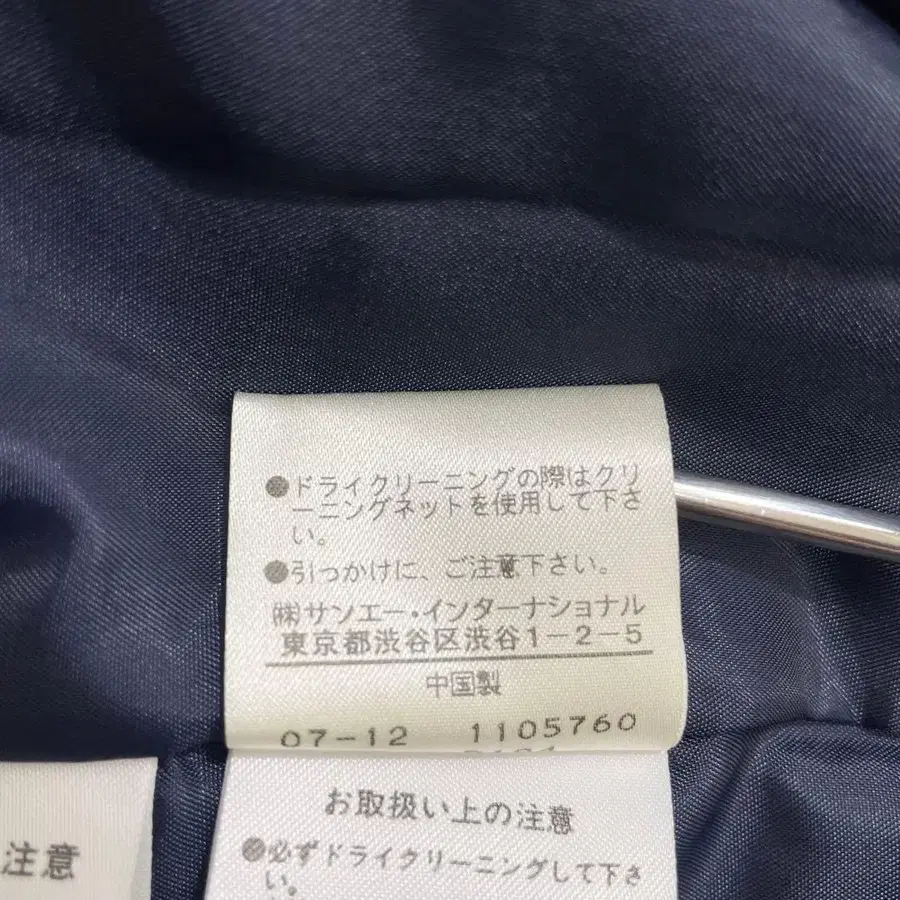 ●ドライクリーニングの際はクリ
ーニングネットを使用して下さ
い。
●引っかけに、ご注意下さい。
㈱サンエー・インターナショナル
東京都渋谷区渋谷1-2-5
中国製
07-12 1105760
お取扱い上の注意
●必ずドライクリーニングして下さ
い。
注意